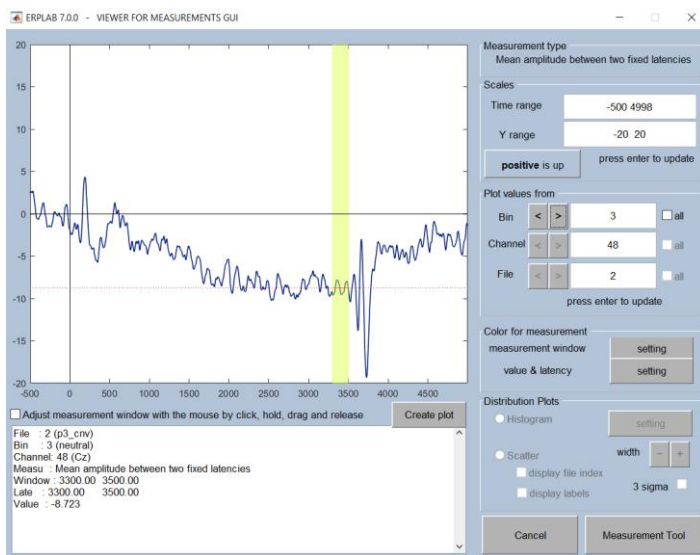 ERPLAB 7.0.0 - VIEWER FOR MEASUREMENTS GUI
20
15
10
5
0
-5
-10
-15
-20
-500 0 500 1000 1500 2000 2500 3000 3500 4000 4500
Adjust measurement window with the mouse by click, hold, drag and release
Create plot
File : 2 (p3_cnv)
Bin : 3 (neutral)
Channel: 48 (Cz)
Measu : Mean amplitude between two fixed latencies
Window : 3300.00 3500.00
Late : 3300.00 3500.00
Value : -8.723
Measurement type
Mean amplitude between two fixed latencies
Scales
Time range -500 4998
Y range -20 20
positive is up press enter to update
Plot values from
Bin < > 3 all
Channel < > 48 all
File < > 2 all
press enter to update
Color for measurement
measurement window setting
value & latency setting
Distribution Plots
Histogram setting
Scatter width - +
display file index
display labels 3 sigma
Cancel Measurement Tool